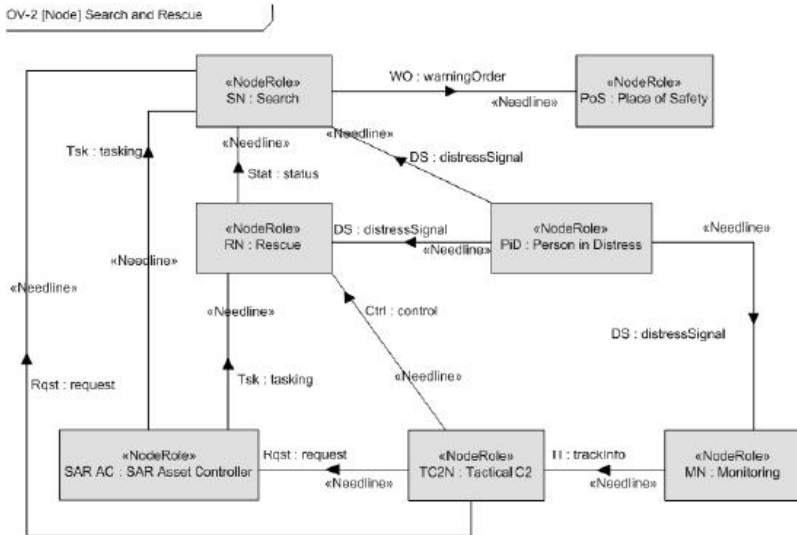 OV-2 [Node] Search and Rescue
«NodeRole»
SN : Search
WO : warningOrder
«Needline»
«NodeRole»
PoS : Place of Safety
Tsk : tasking
«Needline»
«Needline»
DS : distressSignal
Stat : status
«NodeRole»
RN : Rescue
DS : distressSignal
«Needline»
«NodeRole»
PiD : Person in Distress
«Needline»
«Needline»
«Needline»
«Needline»
Ctrl : control
DS : distressSignal
Rqst : request
Tsk : tasking
«Needline»
«NodeRole»
SAR AC : SAR Asset Controller
Rqst : request
«Needline»
«NodeRole»
TC2N : Tactical C2
TI : trackInfo
«Needline»
«NodeRole»
MN : Monitoring